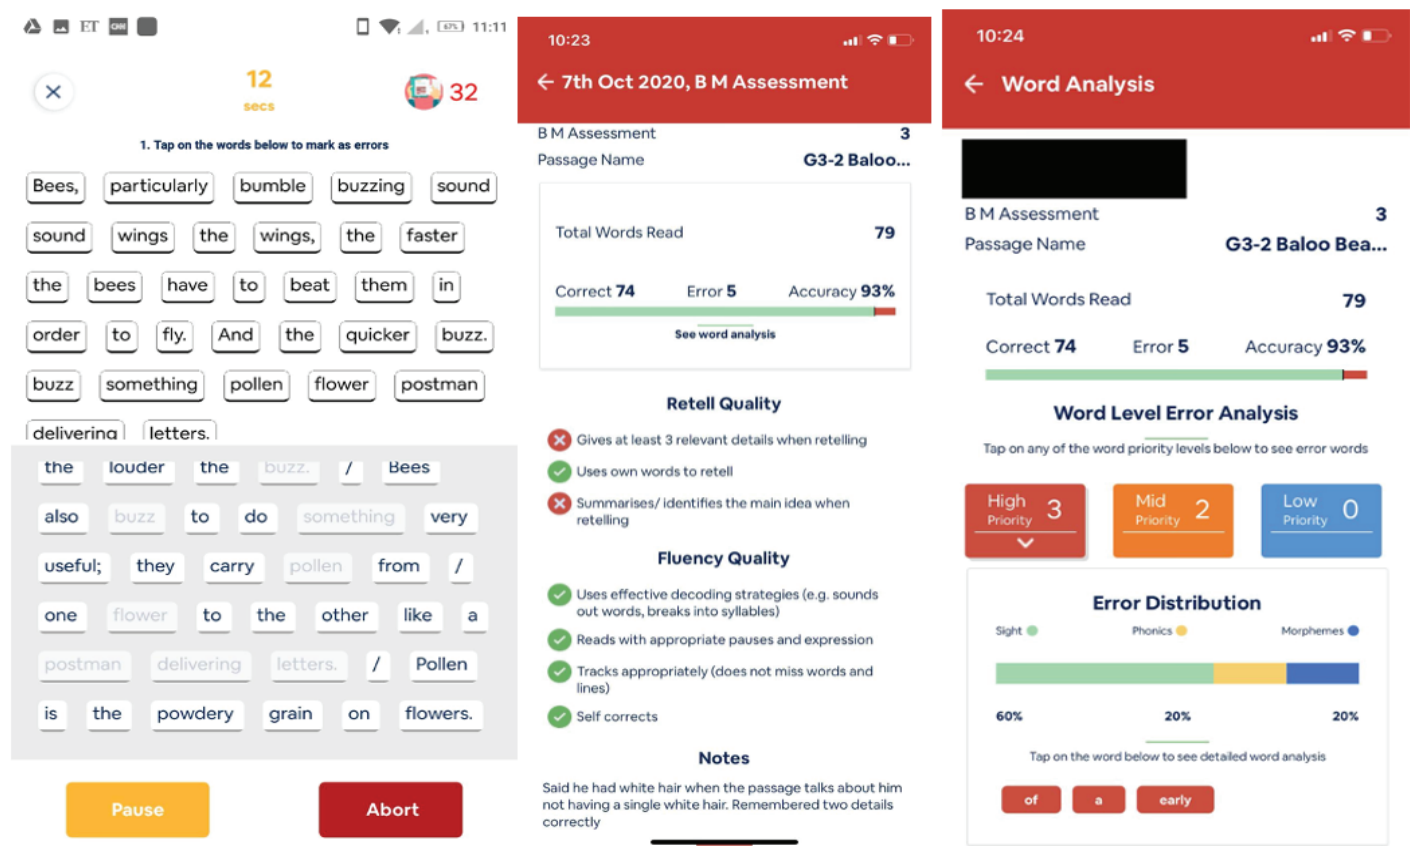 ET CNN 67% 11:11
12
secs
32
1. Tap on the words below to mark as errors
Bees, particularly bumble buzzing sound
sound wings the wings, the faster
the bees have to beat them in
order to fly. And the quicker buzz.
buzz something pollen flower postman
delivering letters.
the louder the buzz. / Bees
also buzz to do something very
useful; they carry pollen from /
one flower to the other like a
postman delivering letters. / Pollen
is the powdery grain on flowers.
Pause Abort
10:23
← 7th Oct 2020, B M Assessment
B M Assessment 3
Passage Name G3-2 Baloo...
Total Words Read 79
Correct 74 Error 5 Accuracy 93%
See word analysis
Retell Quality
Gives at least 3 relevant details when retelling
Uses own words to retell
Summarises/ identifies the main idea when
retelling
Fluency Quality
Uses effective decoding strategies (e.g. sounds
out words, breaks into syllables)
Reads with appropriate pauses and expression
Tracks appropriately (does not miss words and
lines)
Self corrects
Notes
Said he had white hair when the passage talks about him
not having a single white hair. Remembered two details
correctly
10:24
← Word Analysis
B M Assessment 3
Passage Name G3-2 Baloo Bea...
Total Words Read 79
Correct 74 Error 5 Accuracy 93%
Word Level Error Analysis
Tap on any of the word priority levels below to see error words
High Priority 3 Mid Priority 2 Low Priority 0
Error Distribution
Sight Phonics Morphemes
60% 20% 20%
Tap on the word below to see detailed word analysis
of a early